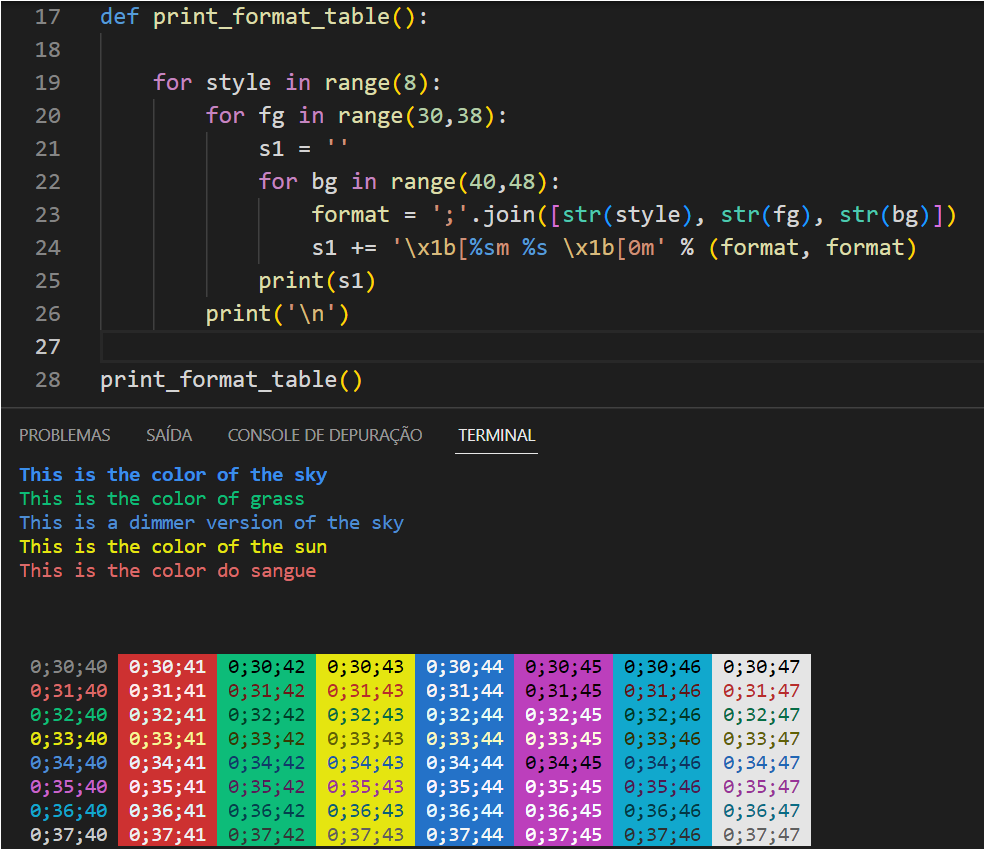 17 def print_format_table():
18
19 for style in range(8):
20 for fg in range(30,38):
21 s1 = ''
22 for bg in range(40,48):
23 format = ';'.join([str(style), str(fg), str(bg)])
24 s1 += '\x1b[%sm %s \x1b[0m' % (format, format)
25 print(s1)
26 print('\n')
27
28 print_format_table()
PROBLEMAS SAÍDA CONSOLE DE DEPURAÇÃO TERMINAL
This is the color of the sky
This is the color of grass
This is a dimmer version of the sky
This is the color of the sun
This is the color do sangue
0;30;40 0;30;41 0;30;42 0;30;43 0;30;44 0;30;45 0;30;46 0;30;47
0;31;40 0;31;41 0;31;42 0;31;43 0;31;44 0;31;45 0;31;46 0;31;47
0;32;40 0;32;41 0;32;42 0;32;43 0;32;44 0;32;45 0;32;46 0;32;47
0;33;40 0;33;41 0;33;42 0;33;43 0;33;44 0;33;45 0;33;46 0;33;47
0;34;40 0;34;41 0;34;42 0;34;43 0;34;44 0;34;45 0;34;46 0;34;47
0;35;40 0;35;41 0;35;42 0;35;43 0;35;44 0;35;45 0;35;46 0;35;47
0;36;40 0;36;41 0;36;42 0;36;43 0;36;44 0;36;45 0;36;46 0;36;47
0;37;40 0;37;41 0;37;42 0;37;43 0;37;44 0;37;45 0;37;46 0;37;47